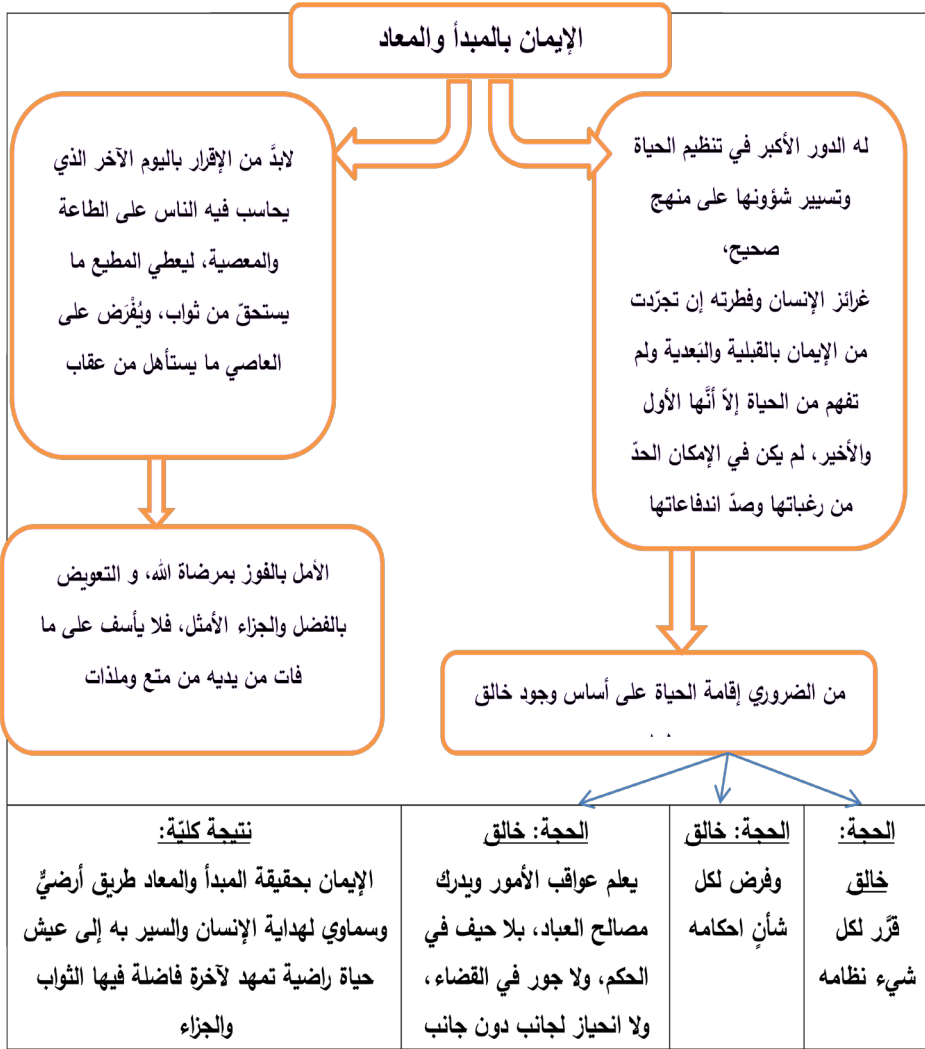 الإيمان بالمبدأ والمعاد
له الدور الأكبر في تنظيم الحياة
وتسيير شؤونها على منهج
صحيح،
غرائز الإنسان وفطرته إن تجرّدت
من الإيمان بالقبلية والبَعدية ولم
تفهم من الحياة إلاّ أنَّها الأول
والأخير، لم يكن في الإمكان الحدّ
من رغباتها وصدّ اندفاعاتها
لابدَّ من الإقرار باليوم الآخر الذي
يحاسب فيه الناس على الطاعة
والمعصية، ليعطي المطيع ما
يستحقّ من ثواب، ويُفْرَض على
العاصي ما يستأهل من عقاب
الأمل بالفوز بمرضاة الله، و التعويض
بالفضل والجزاء الأمثل، فلا يأسف على ما
فات من يديه من متع وملذات
من الضروري إقامة الحياة على أساس وجود خالق
الحجة:
خالق
قرَّر لكل
شيء نظامه
الحجة: خالق
وفرض لكل
شأنٍ احكامه
الحجة: خالق
يعلم عواقب الأمور ويدرك
مصالح العباد، بلا حيف في
الحكم، ولا جور في القضاء،
ولا انحياز لجانب دون جانب
نتيجة كليّة:
الإيمان بحقيقة المبدأ والمعاد طريق أرضيٌّ
وسماوي لهداية الإنسان والسير به إلى عيش
حياة راضية تمهد لآخرة فاضلة فيها الثواب
والجزاء